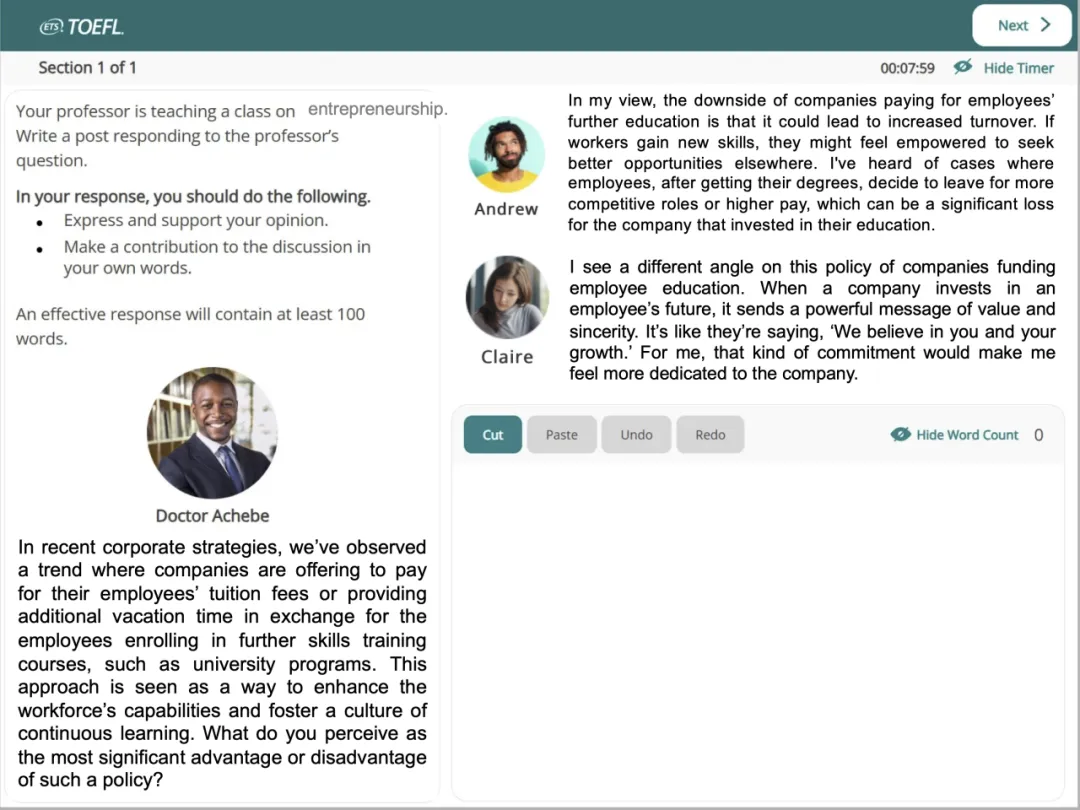 ETS TOEFL.
Next
Section 1 of 1
00:07:59
Hide Timer
Your professor is teaching a class on entrepreneurship.
Write a post responding to the professor's
question.
In your response, you should do the following.
• Express and support your opinion.
• Make a contribution to the discussion in
your own words.
An effective response will contain at least 100
words.
Doctor Achebe
In recent corporate strategies, we've observed
a trend where companies are offering to pay
for their employees' tuition fees or providing
additional vacation time in exchange for the
employees enrolling in further skills training
courses, such as university programs. This
approach is seen as a way to enhance the
workforce's capabilities and foster a culture of
continuous learning. What do you perceive as
the most significant advantage or disadvantage
of such a policy?
In my view, the downside of companies paying for employees'
further education is that it could lead to increased turnover. If
workers gain new skills, they might feel empowered to seek
better opportunities elsewhere. I've heard of cases where
employees, after getting their degrees, decide to leave for more
competitive roles or higher pay, which can be a significant loss
for the company that invested in their education.
Andrew
I see a different angle on this policy of companies funding
employee education. When a company invests in an
employee's future, it sends a powerful message of value and
sincerity. It's like they're saying, 'We believe in you and your
growth.' For me, that kind of commitment would make me
feel more dedicated to the company.
Claire
Cut
Paste
Undo
Redo
Hide Word Count 0